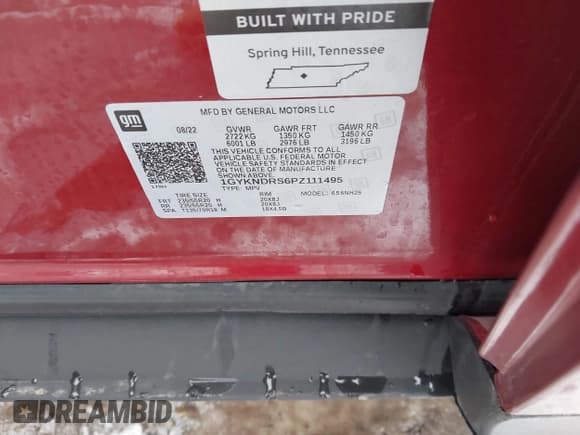 BUILT WITH PRIDE
Spring Hill, Tennessee
gm
MFD BY GENERAL MOTORS LLC
08/22 GVWR GAWR FRT GAWR RR
2722 KG 1350 KG 1450 KG
6001 LB 2976 LB 3196 LB
THIS VEHICLE CONFORMS TO ALL
APPLICABLE U.S. FEDERAL MOTOR
VEHICLE SAFETY STANDARDS IN EFFECT
ON THE DATE OF MANUFACTURE
SHOWN ABOVE.
1GYKNDRS6PZ111495
TYPE: MPV MODEL: 6S6NH26
TIRE SIZE RIM
FRT 235/55R20 H 20X8J
RR 235/55R20 H 20X8J
SPA T135/70R18 M 18X4.5B
DREAMBID